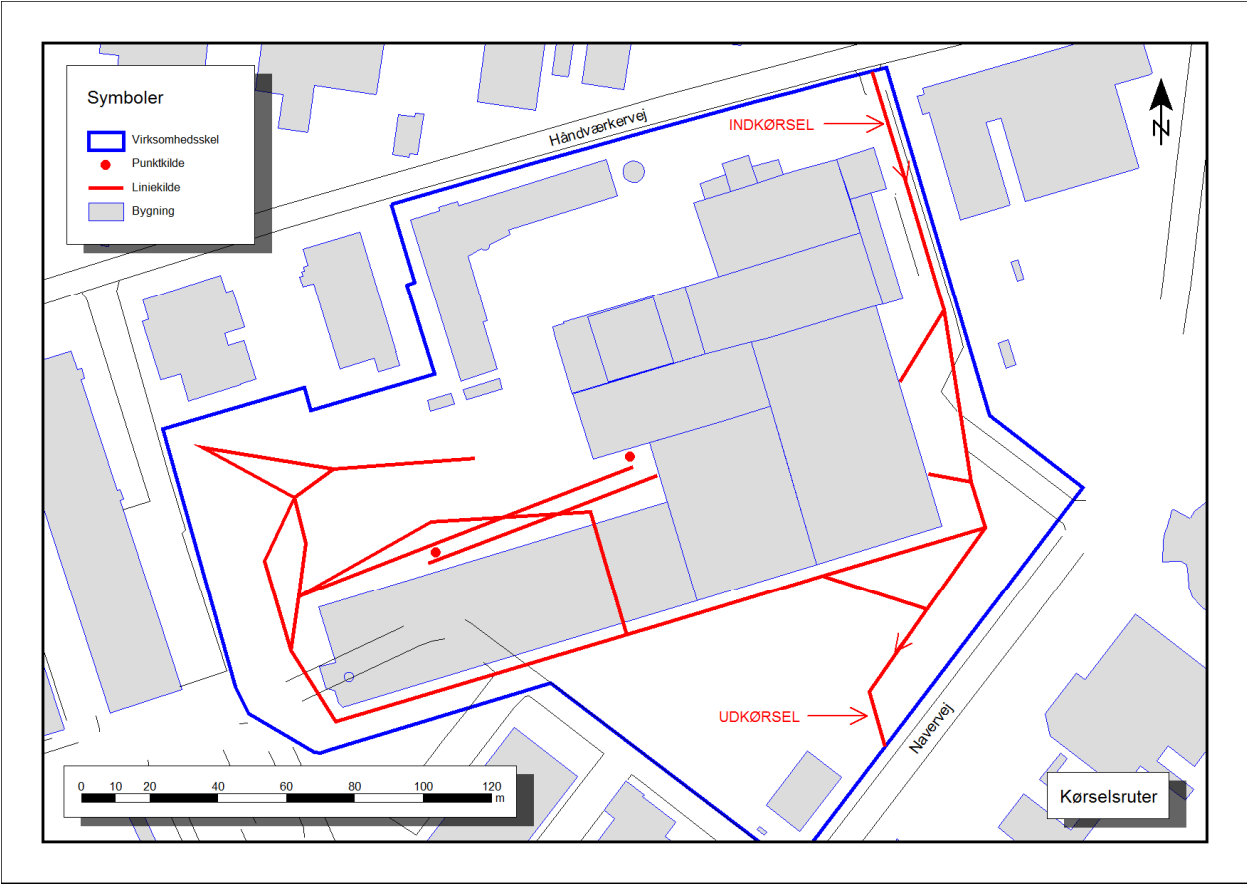 Symboler
Virksomhedsskel
Punktkilde
Liniekilde
Bygning
Håndværkervej
INDKØRSEL
N
UDKØRSEL
Navervej
0 10 20 40 60 80 100 120
m
Kørselsruter